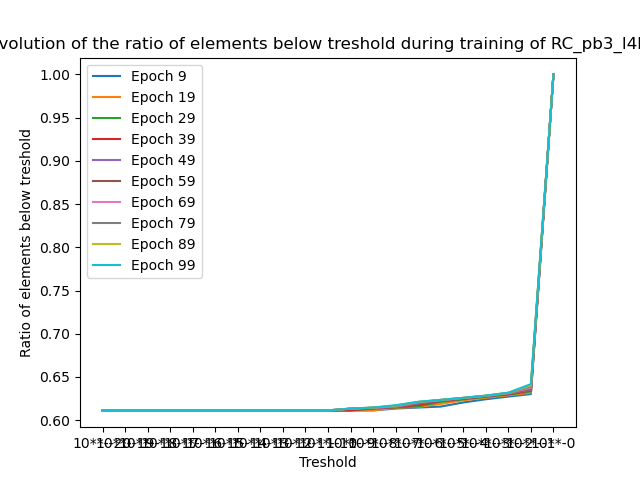 volution of the ratio of elements below treshold during training of RC_pb3_l4
1.00
0.95
0.90
0.85
0.80
0.75
0.70
0.65
0.60
Ratio of elements below treshold
Epoch 9
Epoch 19
Epoch 29
Epoch 39
Epoch 49
Epoch 59
Epoch 69
Epoch 79
Epoch 89
Epoch 99
Treshold